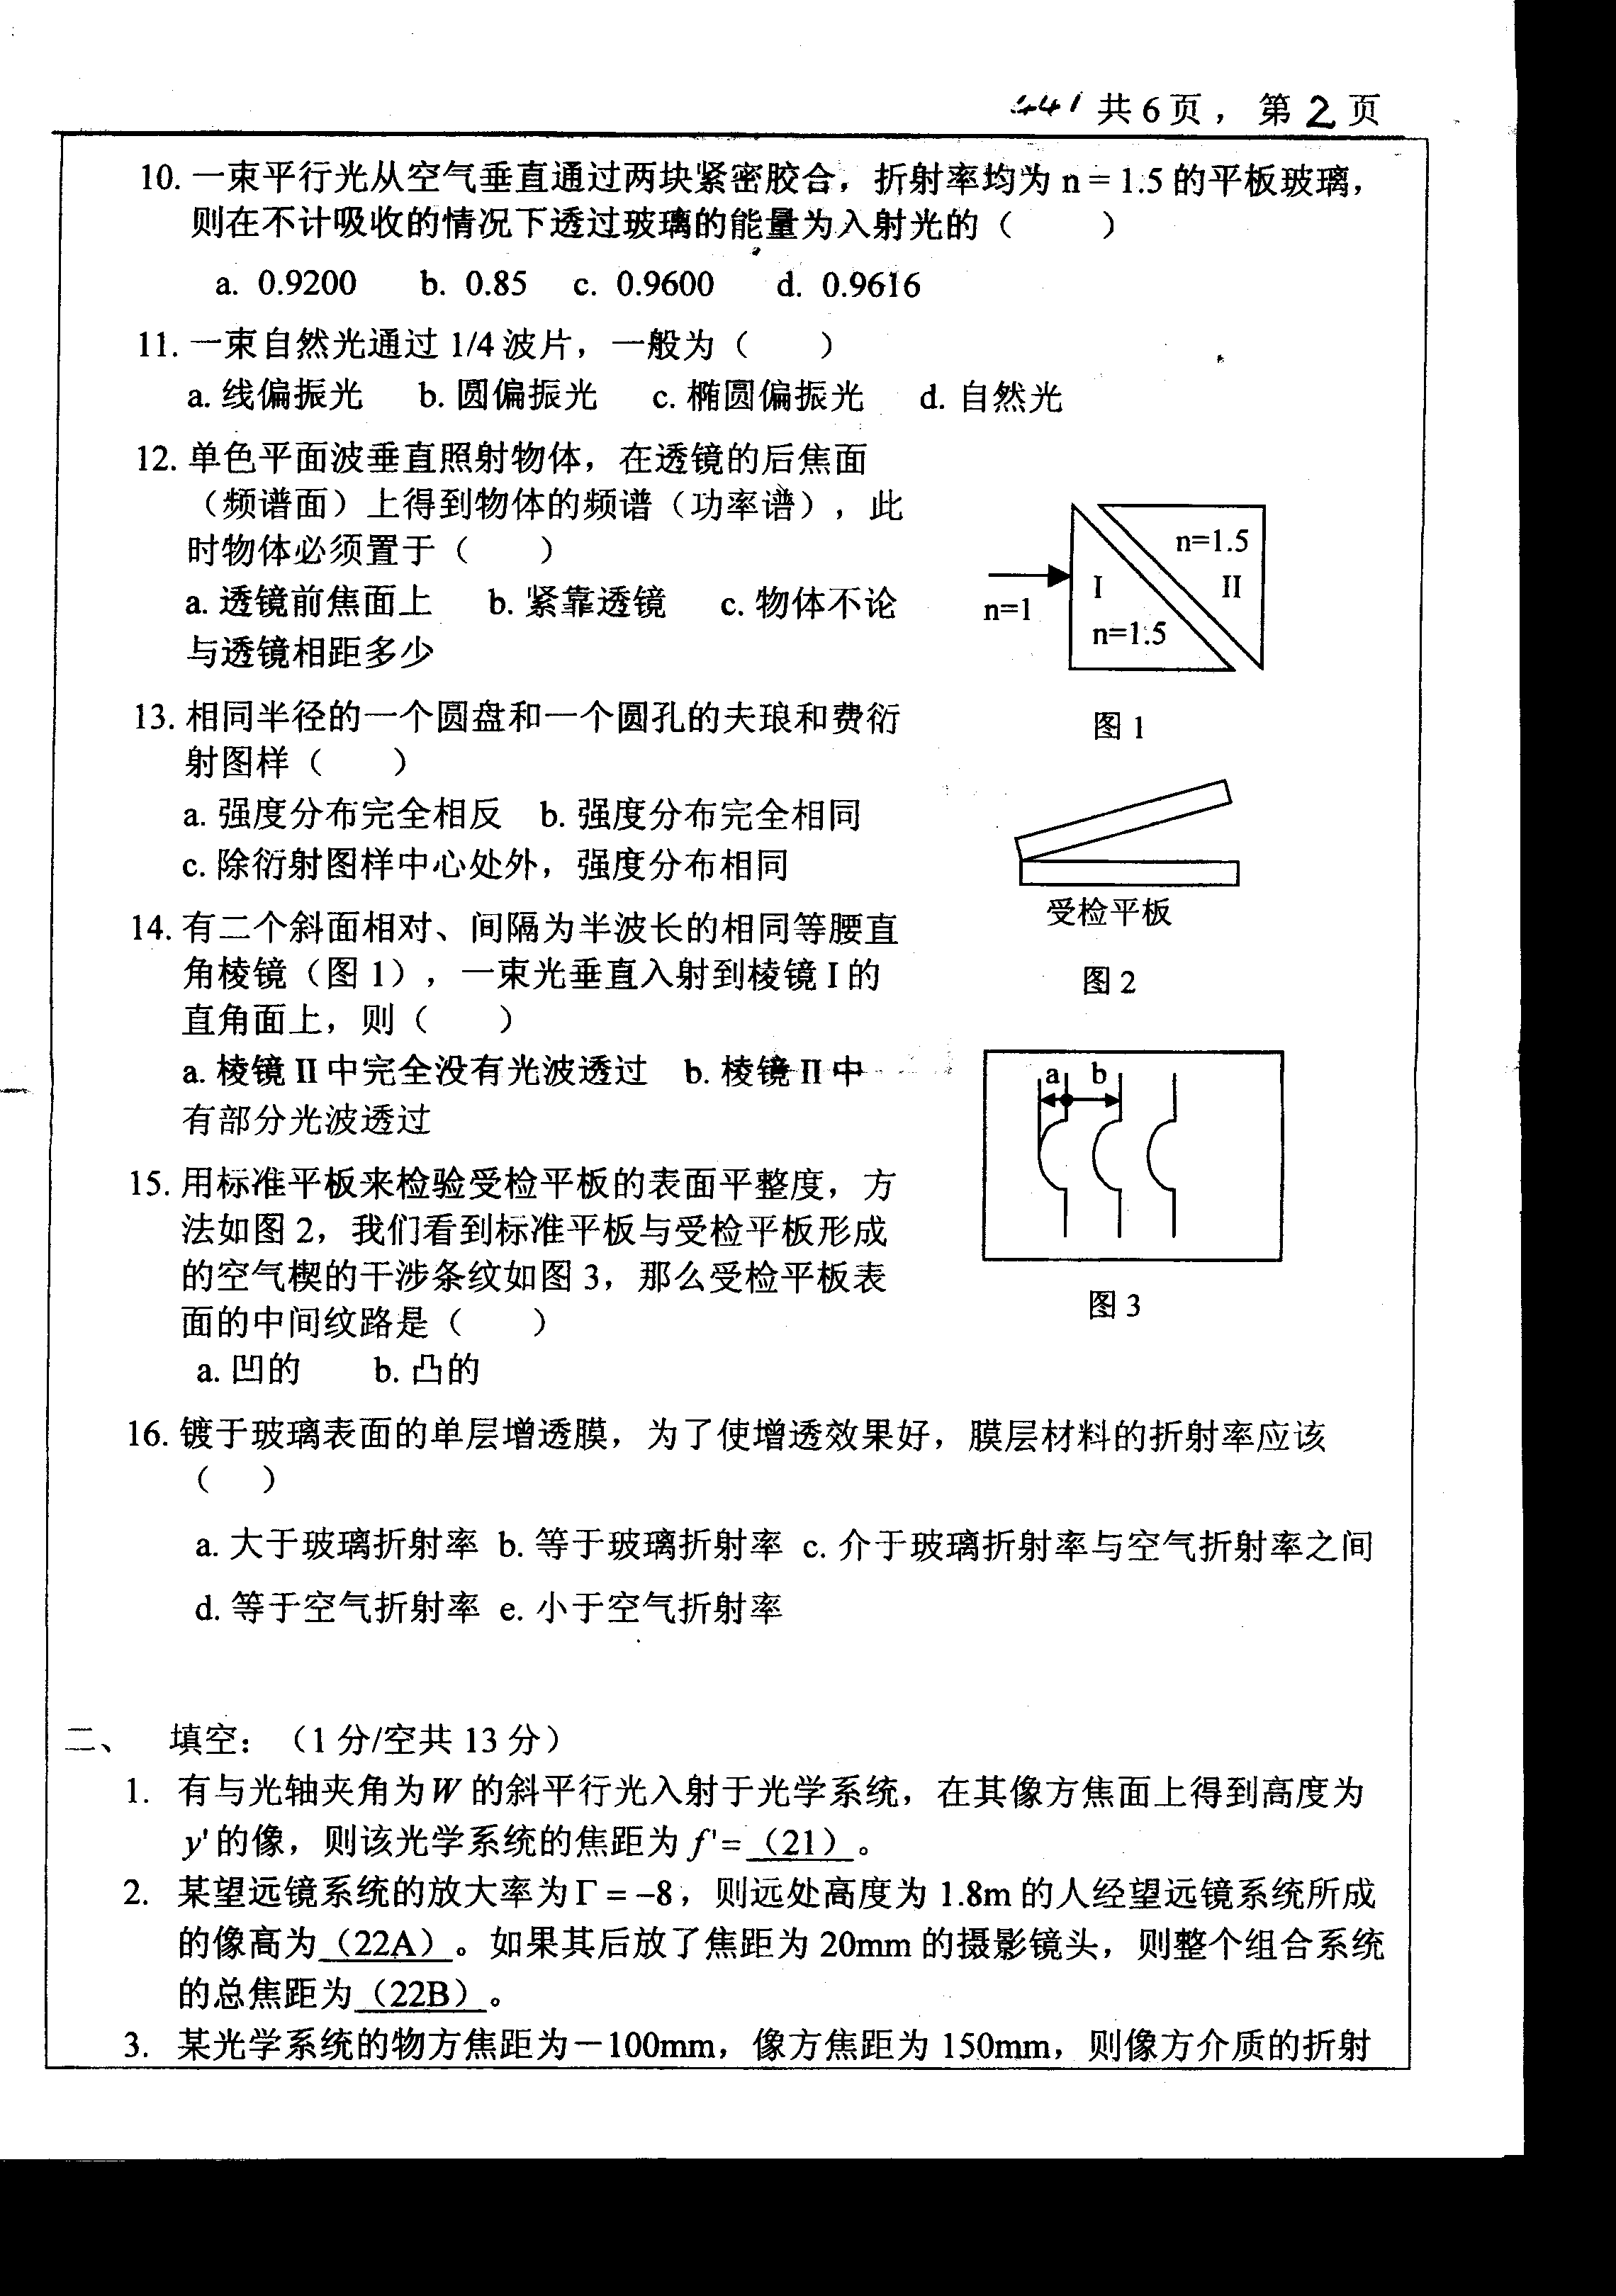 441 共6页，第2页
10. 一束平行光从空气垂直通过两块紧密胶合，折射率均为 n = 1.5 的平板玻璃，
则在不计吸收的情况下透过玻璃的能量为入射光的（ ）
a. 0.9200 b. 0.85 c. 0.9600 d. 0.9616
11. 一束自然光通过 1/4 波片，一般为（ ）
a. 线偏振光 b. 圆偏振光 c. 椭圆偏振光 d. 自然光
12. 单色平面波垂直照射物体，在透镜的后焦面
（频谱面）上得到物体的频谱（功率谱），此
时物体必须置于（ ）
a. 透镜前焦面上 b. 紧靠透镜 c. 物体不论
与透镜相距多少
n=1.5
II
I
n=1
n=1.5
图 1
13. 相同半径的一个圆盘和一个圆孔的夫琅和费衍
射图样（ ）
a. 强度分布完全相反 b. 强度分布完全相同
c. 除衍射图样中心处外，强度分布相同
受检平板
图 2
14. 有二个斜面相对、间隔为半波长的相同等腰直
角棱镜（图 1），一束光垂直入射到棱镜 I 的
直角面上，则（ ）
a. 棱镜 II 中完全没有光波透过 b. 棱镜 II 中
有部分光波透过
a b
图 3
15. 用标准平板来检验受检平板的表面平整度，方
法如图 2，我们看到标准平板与受检平板形成
的空气楔的干涉条纹如图 3，那么受检平板表
面的中间纹路是（ ）
a. 凹的 b. 凸的
16. 镀于玻璃表面的单层增透膜，为了使增透效果好，膜层材料的折射率应该
（ ）
a. 大于玻璃折射率 b. 等于玻璃折射率 c. 介于玻璃折射率与空气折射率之间
d. 等于空气折射率 e. 小于空气折射率
二、 填空：（1 分/空共 13 分）
1. 有与光轴夹角为 W 的斜平行光入射于光学系统，在其像方焦面上得到高度为
y' 的像，则该光学系统的焦距为 f'=（21）。
2. 某望远镜系统的放大率为 Γ = −8，则远处高度为 1.8m 的人经望远镜系统所成
的像高为（22A）。如果其后放了焦距为 20mm 的摄影镜头，则整个组合系统
的总焦距为（22B）。
3. 某光学系统的物方焦距为－100mm，像方焦距为 150mm，则像方介质的折射